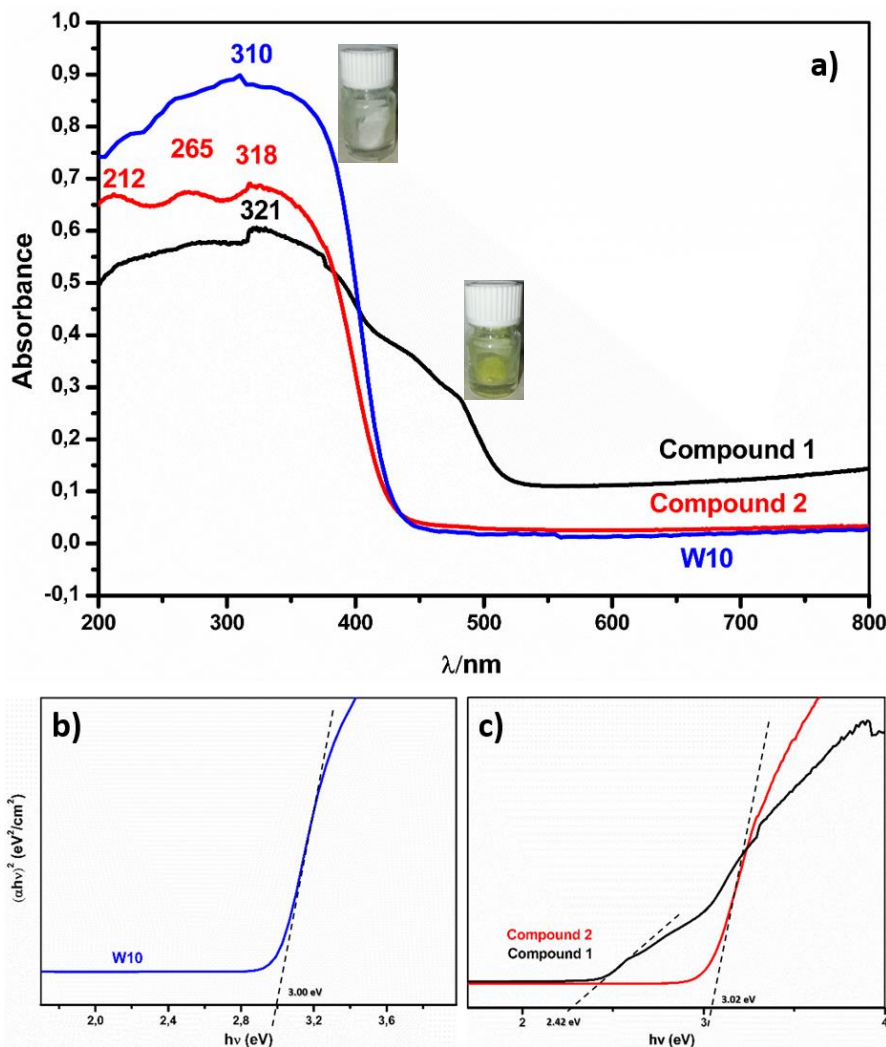 a)
1,0
0,9
0,8
0,7
0,6
0,5
0,4
0,3
0,2
0,1
0,0
-0,1
Absorbance
310
212
265
318
321
Compound 1
Compound 2
W10
200
300
400
500
600
700
800
λ/nm
b)
(αhν)² (eV²/cm²)
W10
3.00 eV
2,0
2,4
2,8
3,2
3,6
hν (eV)
c)
Compound 2
Compound 1
2.42 eV
3.02 eV
2
3
4
hν (eV)